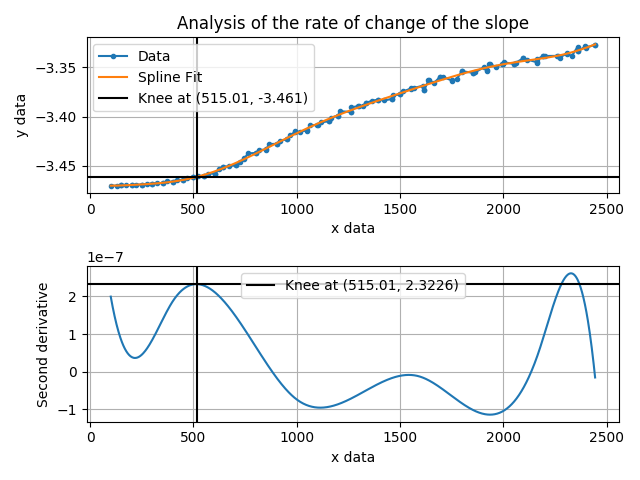 Analysis of the rate of change of the slope
Data
Spline Fit
Knee at (515.01, -3.461)
−3.35
−3.40
−3.45
y data
0 500 1000 1500 2000 2500
x data
1e−7
Knee at (515.01, 2.3226)
2
1
0
−1
Second derivative
0 500 1000 1500 2000 2500
x data